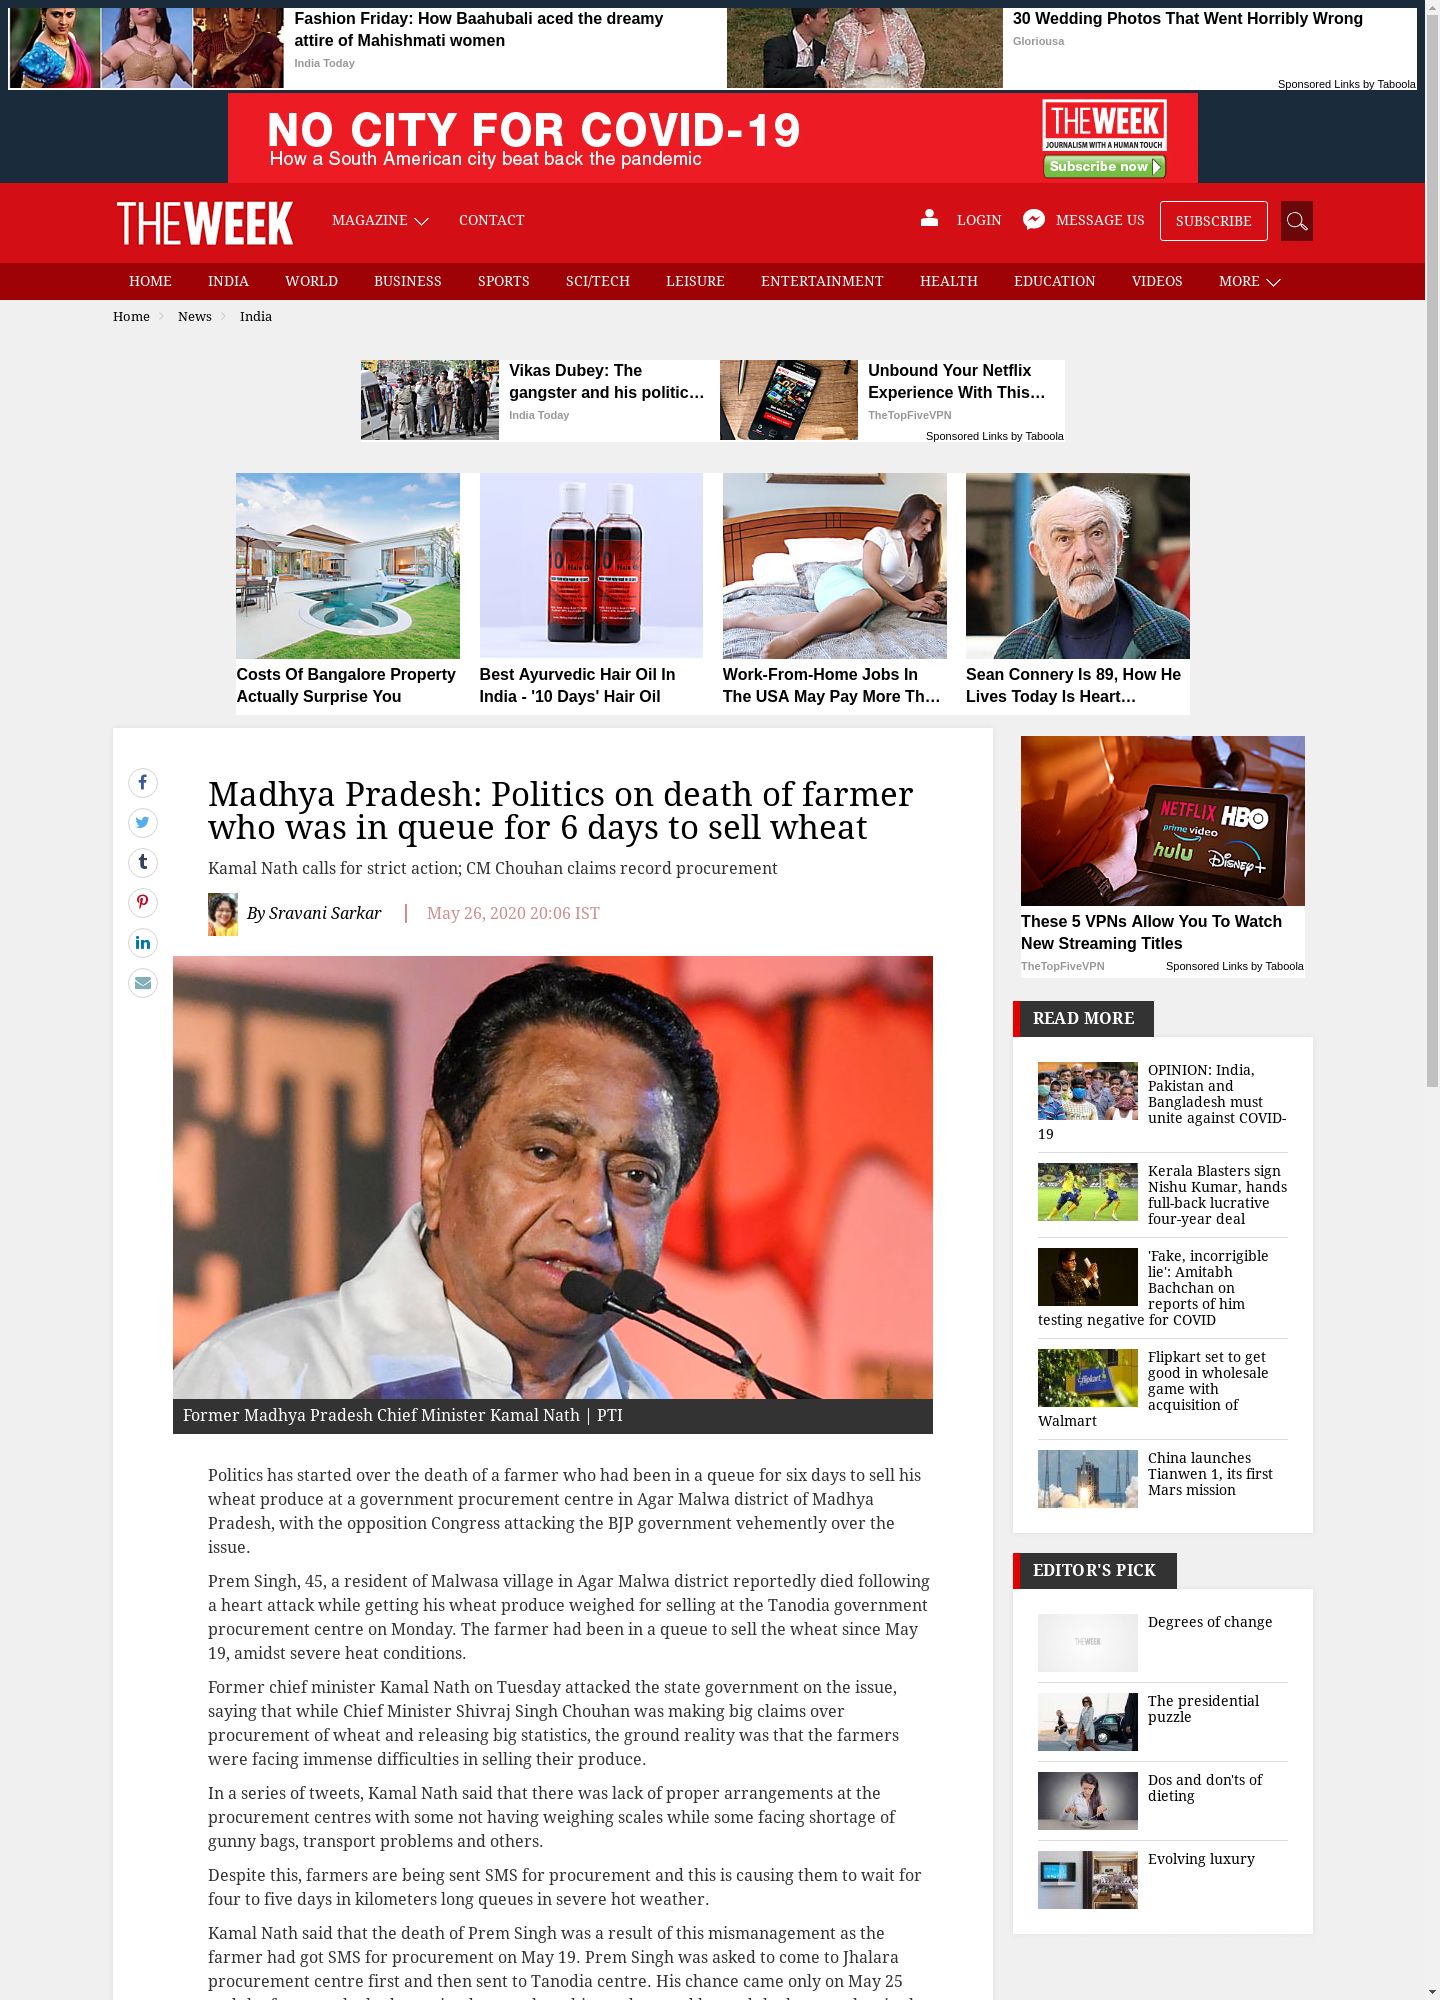 Fashion Friday: How Baahubali aced the dreamy
attire of Mahishmati women
India Today
30 Wedding Photos That Went Horribly Wrong
Gloriousa
Sponsored Links by Taboola
NO CITY FOR COVID-19
How a South American city beat back the pandemic
THEWEEK
JOURNALISM WITH A HUMAN TOUCH
Subscribe now
THEWEEK
MAGAZINE
CONTACT
LOGIN
MESSAGE US
SUBSCRIBE
HOME
INDIA
WORLD
BUSINESS
SPORTS
SCI/TECH
LEISURE
ENTERTAINMENT
HEALTH
EDUCATION
VIDEOS
MORE
Home
News
India
Vikas Dubey: The
gangster and his politic…
India Today
Unbound Your Netflix
Experience With This…
TheTopFiveVPN
Sponsored Links by Taboola
Costs Of Bangalore Property
Actually Surprise You
Best Ayurvedic Hair Oil In
India - '10 Days' Hair Oil
Work-From-Home Jobs In
The USA May Pay More Th…
Sean Connery Is 89, How He
Lives Today Is Heart…
Madhya Pradesh: Politics on death of farmer
who was in queue for 6 days to sell wheat
Kamal Nath calls for strict action; CM Chouhan claims record procurement
By Sravani Sarkar
May 26, 2020 20:06 IST
Former Madhya Pradesh Chief Minister Kamal Nath | PTI
Politics has started over the death of a farmer who had been in a queue for six days to sell his
wheat produce at a government procurement centre in Agar Malwa district of Madhya
Pradesh, with the opposition Congress attacking the BJP government vehemently over the
issue.
Prem Singh, 45, a resident of Malwasa village in Agar Malwa district reportedly died following
a heart attack while getting his wheat produce weighed for selling at the Tanodia government
procurement centre on Monday. The farmer had been in a queue to sell the wheat since May
19, amidst severe heat conditions.
Former chief minister Kamal Nath on Tuesday attacked the state government on the issue,
saying that while Chief Minister Shivraj Singh Chouhan was making big claims over
procurement of wheat and releasing big statistics, the ground reality was that the farmers
were facing immense difficulties in selling their produce.
In a series of tweets, Kamal Nath said that there was lack of proper arrangements at the
procurement centres with some not having weighing scales while some facing shortage of
gunny bags, transport problems and others.
Despite this, farmers are being sent SMS for procurement and this is causing them to wait for
four to five days in kilometers long queues in severe hot weather.
Kamal Nath said that the death of Prem Singh was a result of this mismanagement as the
farmer had got SMS for procurement on May 19. Prem Singh was asked to come to Jhalara
procurement centre first and then sent to Tanodia centre. His chance came only on May 25
NETFLIX
HBO
prime video
hulu
Disney+
These 5 VPNs Allow You To Watch
New Streaming Titles
TheTopFiveVPN
Sponsored Links by Taboola
READ MORE
OPINION: India,
Pakistan and
Bangladesh must
unite against COVID-
19
Kerala Blasters sign
Nishu Kumar, hands
full-back lucrative
four-year deal
'Fake, incorrigible
lie': Amitabh
Bachchan on
reports of him
testing negative for COVID
Flipkart
Flipkart set to get
good in wholesale
game with
acquisition of
Walmart
China launches
Tianwen 1, its first
Mars mission
EDITOR'S PICK
THEWEEK
Degrees of change
The presidential
puzzle
Dos and don'ts of
dieting
Evolving luxury